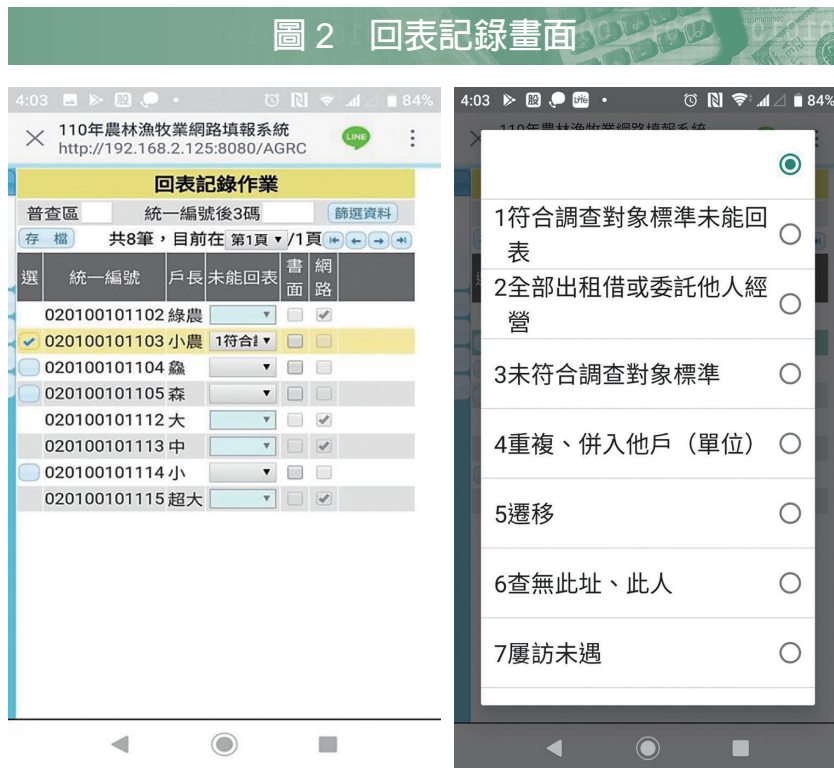 圖 2 回表記錄畫面
4:03
84%
110年農林漁牧業網路填報系統
http://192.168.2.125:8080/AGRC
LINE
回表記錄作業
普查區 統一編號後3碼 篩選資料
存 檔 共8筆，目前在 第1頁 /1頁
選 統一編號 戶長 未能回表 書面 網路
020100101102 綠農
020100101103 小農 1符合
020100101104 鱻
020100101105 森
020100101112 大
020100101113 中
020100101114 小
020100101115 超大
4:03
84%
110年農林漁牧業網路填報系統
1符合調查對象標準未能回
表
2全部出租借或委託他人經
營
3未符合調查對象標準
4重複、併入他戶（單位）
5遷移
6查無此址、此人
7屢訪未遇